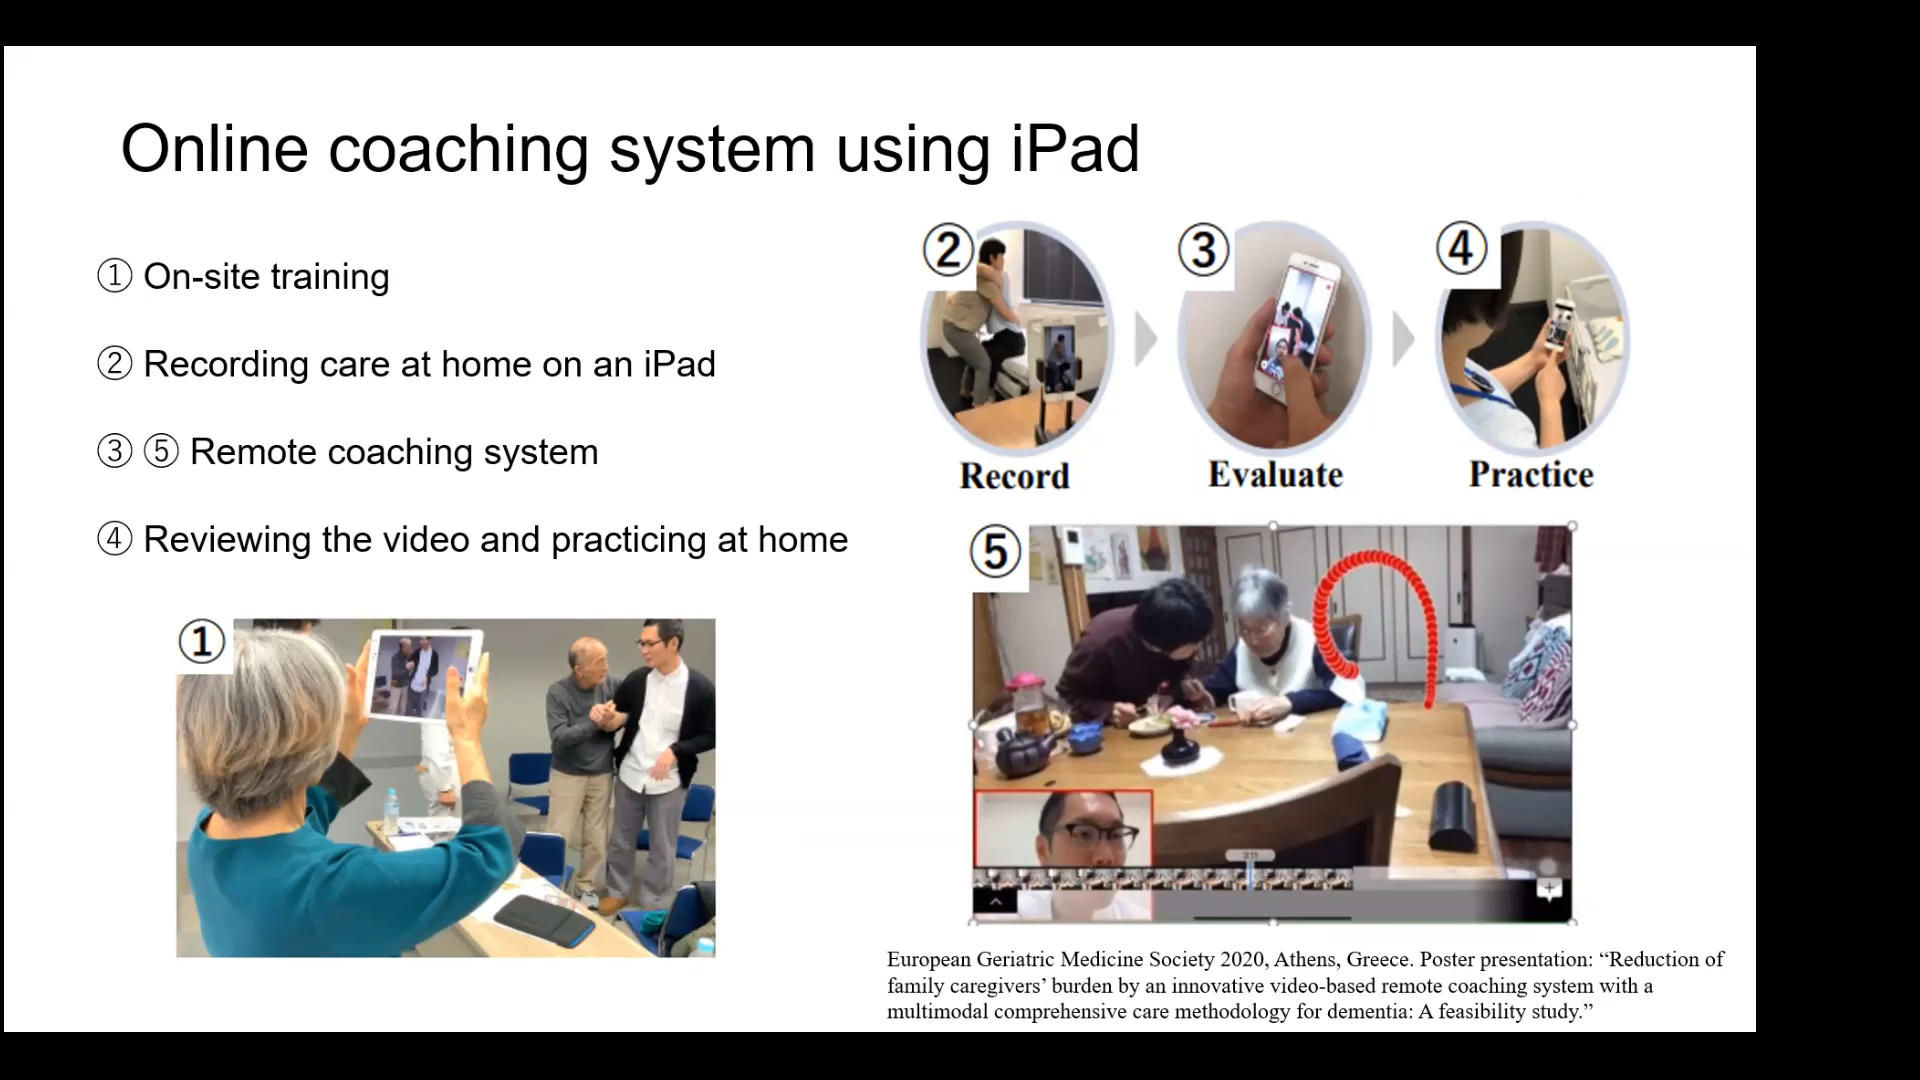 Online coaching system using iPad
① On-site training
② Recording care at home on an iPad
③ ⑤ Remote coaching system
④ Reviewing the video and practicing at home
②
③
④
Record
Evaluate
Practice
①
⑤
European Geriatric Medicine Society 2020, Athens, Greece. Poster presentation: “Reduction of
family caregivers’ burden by an innovative video-based remote coaching system with a
multimodal comprehensive care methodology for dementia: A feasibility study.”